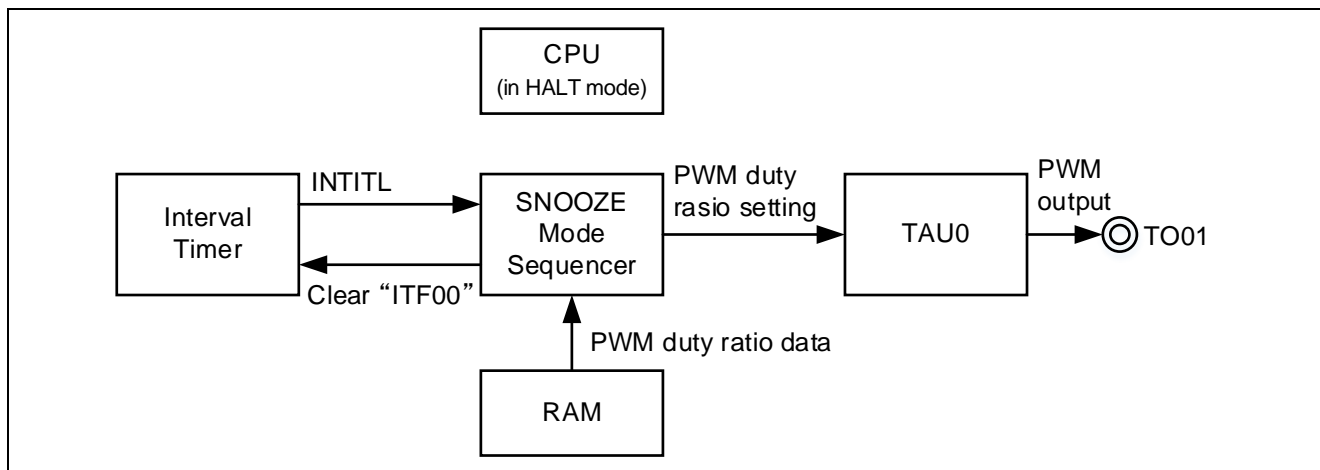 CPU
(in HALT mode)
INTITL
Interval
Timer
Clear “ITF00”
SNOOZE
Mode
Sequencer
PWM duty
rasio setting
TAU0
PWM
output
TO01
PWM duty ratio data
RAM